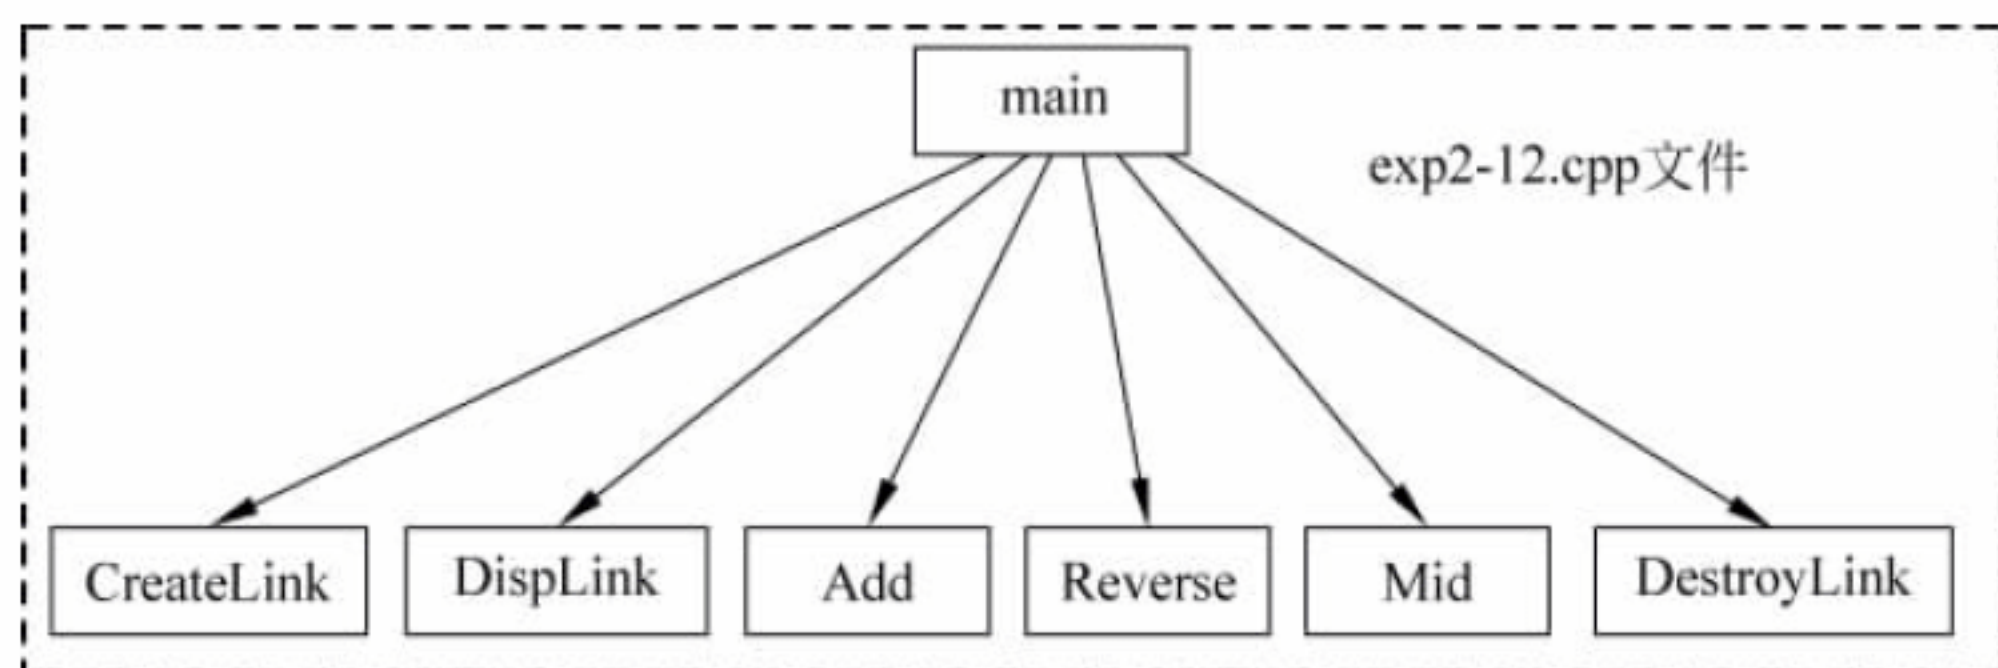 main
exp2-12.cpp文件
CreateLink
DispLink
Add
Reverse
Mid
DestroyLink